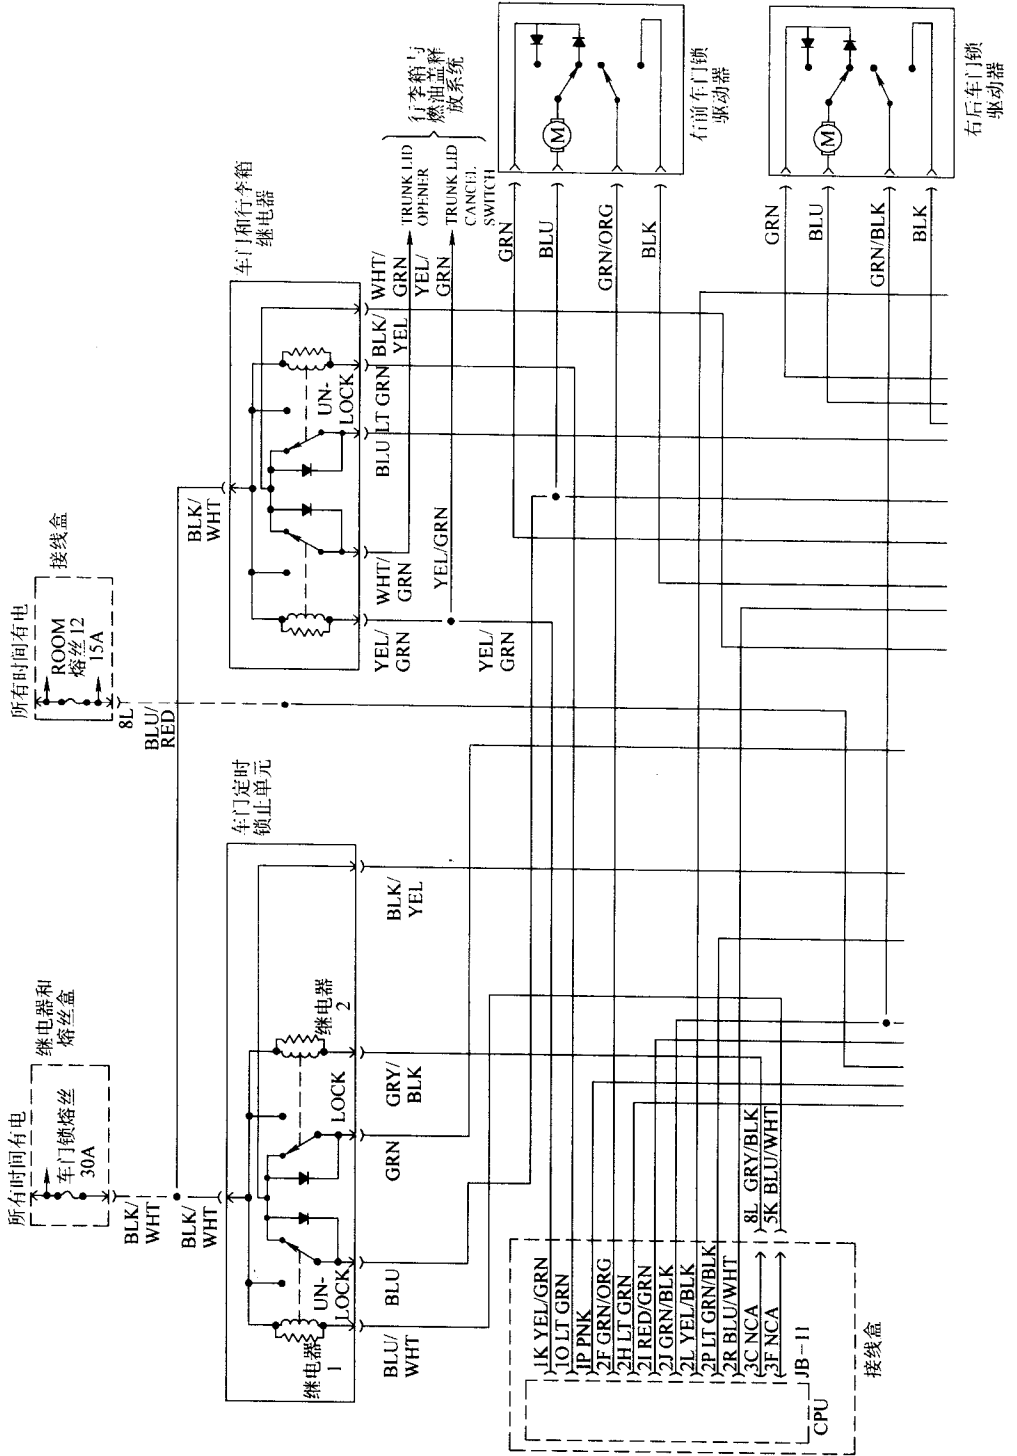 所有时间有电
继电器和
熔丝盒
车门锁熔丝
30A
BLK/
WHT
BLK/
WHT
所有时间有电
接线盒
ROOM
熔丝12
15A
8L
BLU/
RED
BLK/
WHT
车门定时
锁止单元
继电器
1
UN-
LOCK
LOCK
继电器
2
BLU/
WHT
BLU
GRN
GRY/
BLK
BLK/
YEL
车门和行李箱
继电器
UN-
LOCK
YEL/
GRN
WHT/
GRN
BLU
LT GRN
BLK/
YEL
YEL/GRN
YEL/
GRN
WHT/
GRN
YEL/
GRN
TRUNK LID
OPENER
TRUNK LID
CANCEL
SWITCH
行李箱与
燃油盖释
放系统
GRN
BLU
GRN/ORG
BLK
M
右前车门锁
驱动器
GRN
BLU
GRN/BLK
BLK
M
右后车门锁
驱动器
1K YEL/GRN
1O LT GRN
1P PNK
2F GRN/ORG
2H LT GRN
2I RED/GRN
2J GRN/BLK
2L YEL/BLK
2P LT GRN/BLK
2R BLU/WHT
3C NCA
3F NCA
8L GRY/BLK
5K BLU/WHT
JB-11
CPU
接线盒